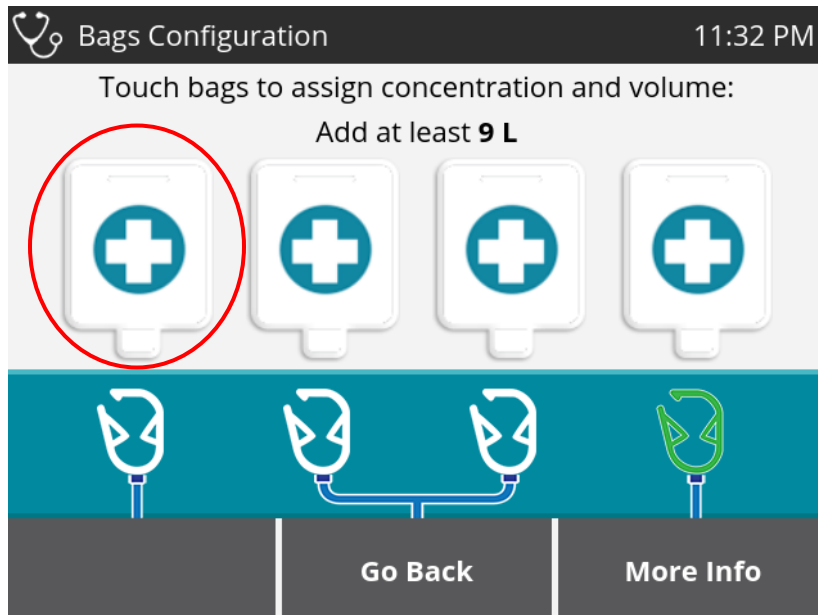 Bags Configuration 11:32 PM
Touch bags to assign concentration and volume:
Add at least 9 L
Go Back More Info